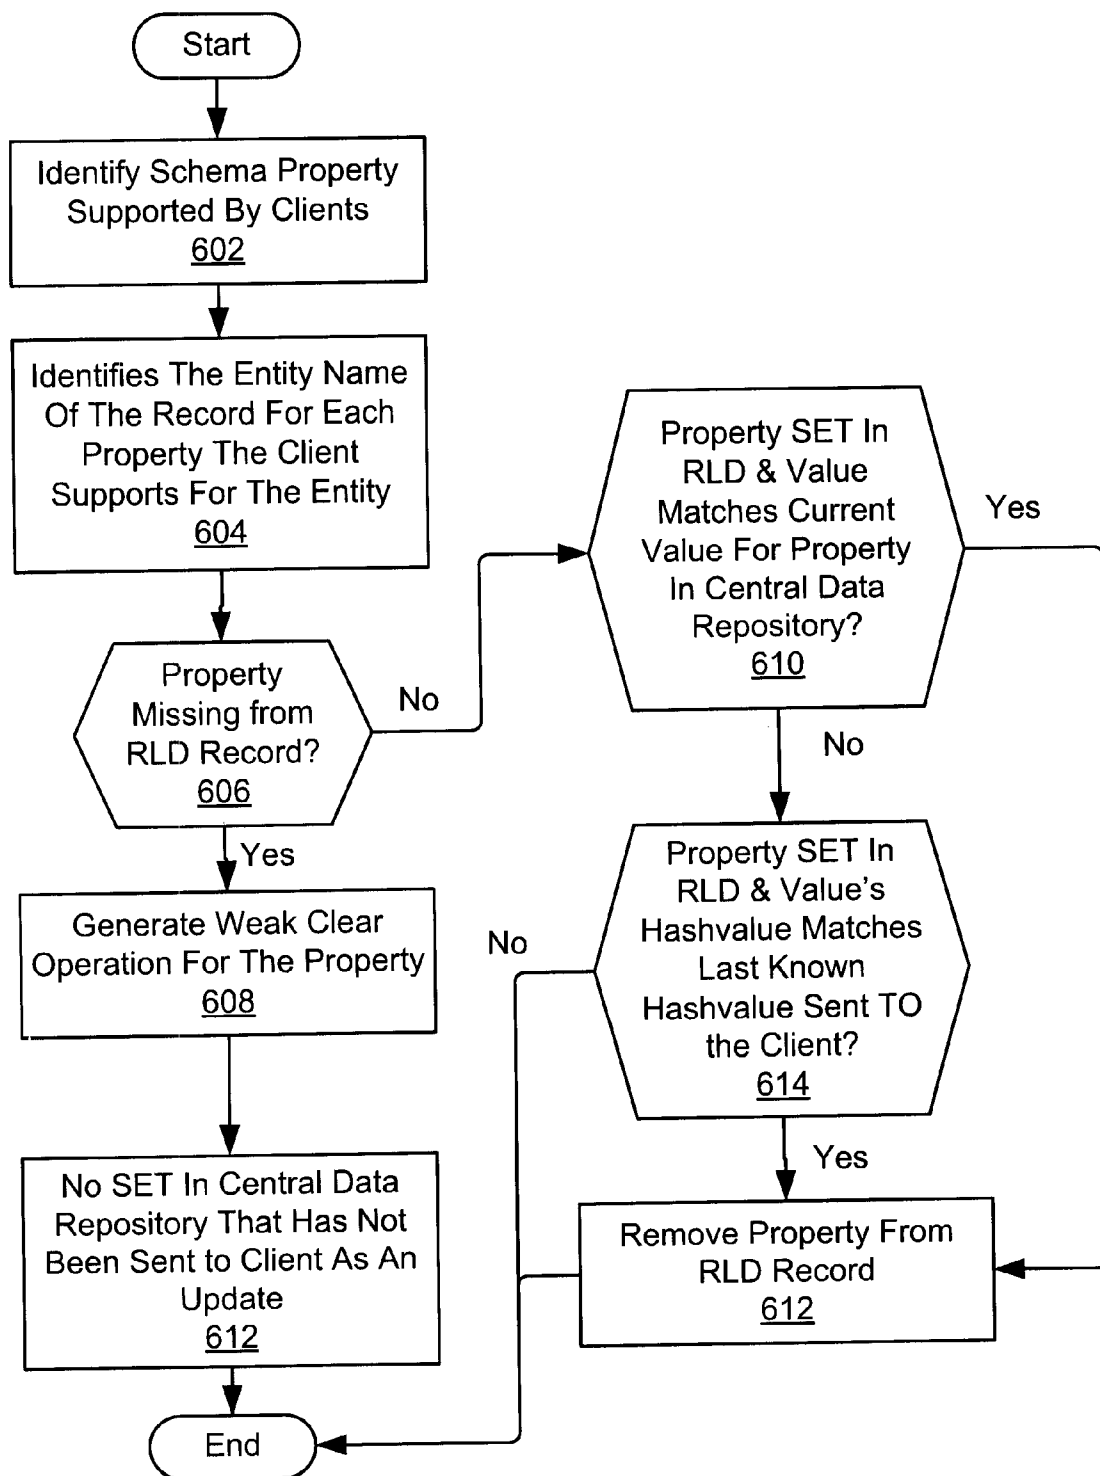 Start
Identify Schema Property
Supported By Clients
602
Identifies The Entity Name
Of The Record For Each
Property The Client
Supports For The Entity
604
Property
Missing from
RLD Record?
606
No
Yes
Generate Weak Clear
Operation For The Property
608
No SET In Central Data
Repository That Has Not
Been Sent to Client As An
Update
612
End
Property SET In
RLD & Value
Matches Current
Value For Property
In Central Data
Repository?
610
Yes
No
Property SET In
RLD & Value's
Hashvalue Matches
Last Known
Hashvalue Sent TO
the Client?
614
No
Yes
Remove Property From
RLD Record
612